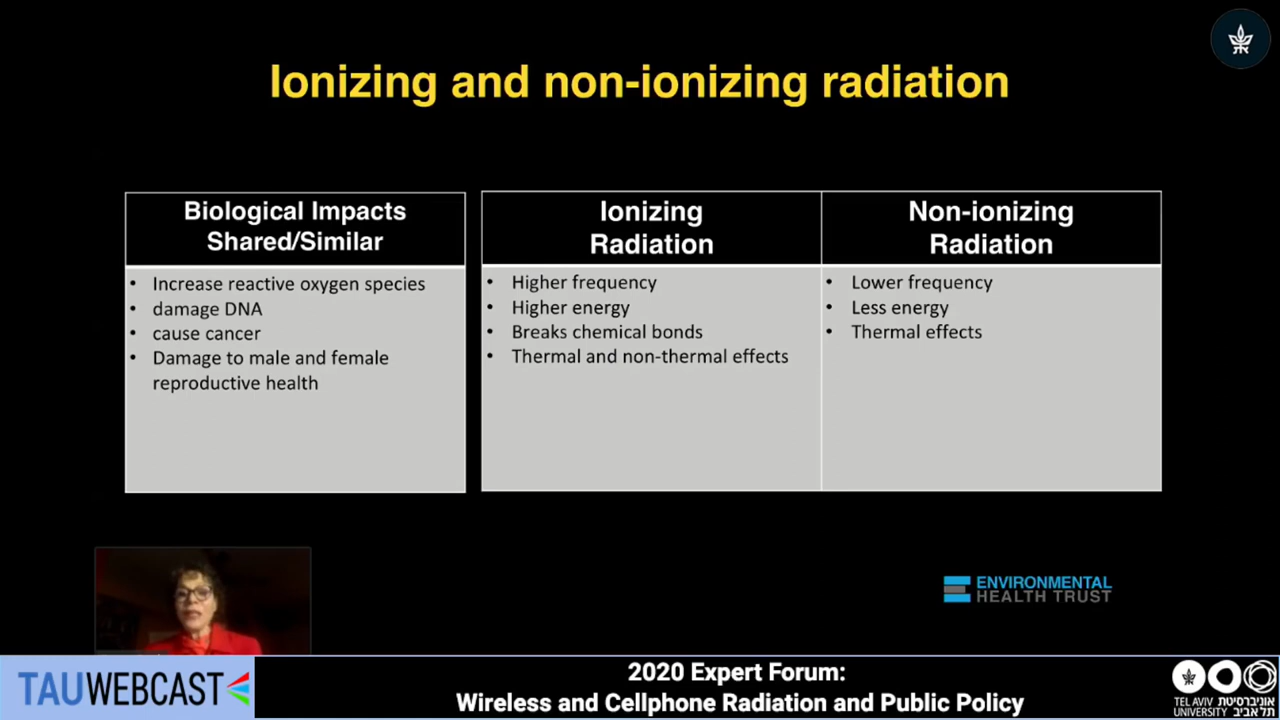 Ionizing and non-ionizing radiation
Biological Impacts
Shared/Similar
• Increase reactive oxygen species
• damage DNA
• cause cancer
• Damage to male and female
reproductive health
Ionizing
Radiation
• Higher frequency
• Higher energy
• Breaks chemical bonds
• Thermal and non-thermal effects
Non-ionizing
Radiation
• Lower frequency
• Less energy
• Thermal effects
ENVIRONMENTAL
HEALTH TRUST
TAUWEBCAST
2020 Expert Forum:
Wireless and Cellphone Radiation and Public Policy
TEL AVIV אוניברסיטת
UNIVERSITY תל אביב